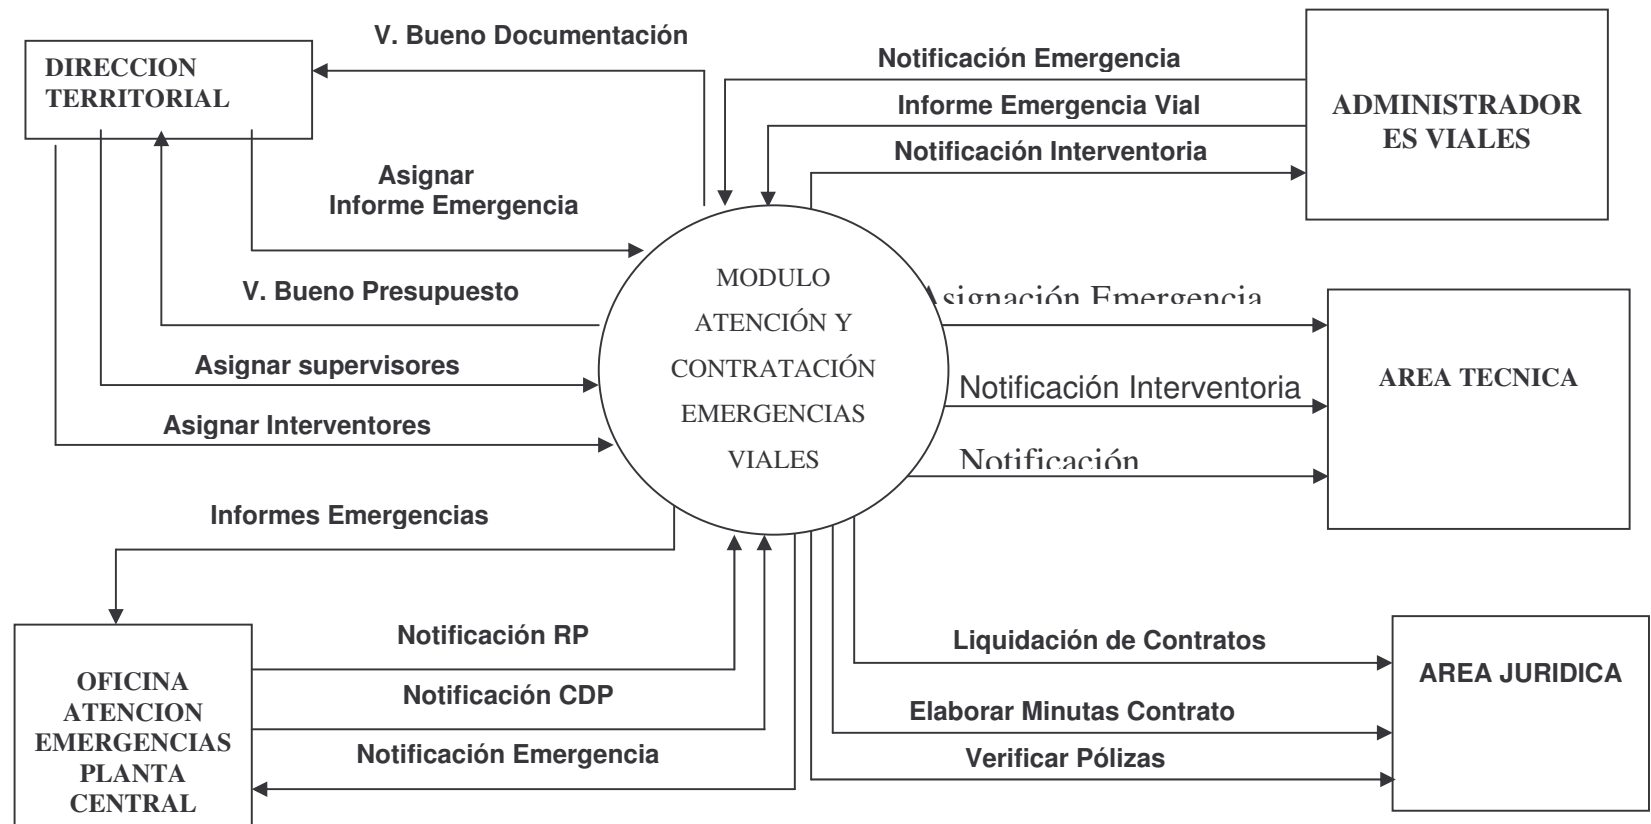 V. Bueno Documentación
DIRECCION
TERRITORIAL
Asignar
Informe Emergencia
V. Bueno Presupuesto
Asignar supervisores
Asignar Interventores
Notificación Emergencia
Informe Emergencia Vial
Notificación Interventoria
ADMINISTRADOR
ES VIALES
MODULO
ATENCIÓN Y
CONTRATACIÓN
EMERGENCIAS
VIALES
Asignación Emergencia
Notificación Interventoria
Notificación
AREA TECNICA
Informes Emergencias
OFICINA
ATENCION
EMERGENCIAS
PLANTA
CENTRAL
Notificación RP
Notificación CDP
Notificación Emergencia
Liquidación de Contratos
Elaborar Minutas Contrato
Verificar Pólizas
AREA JURIDICA